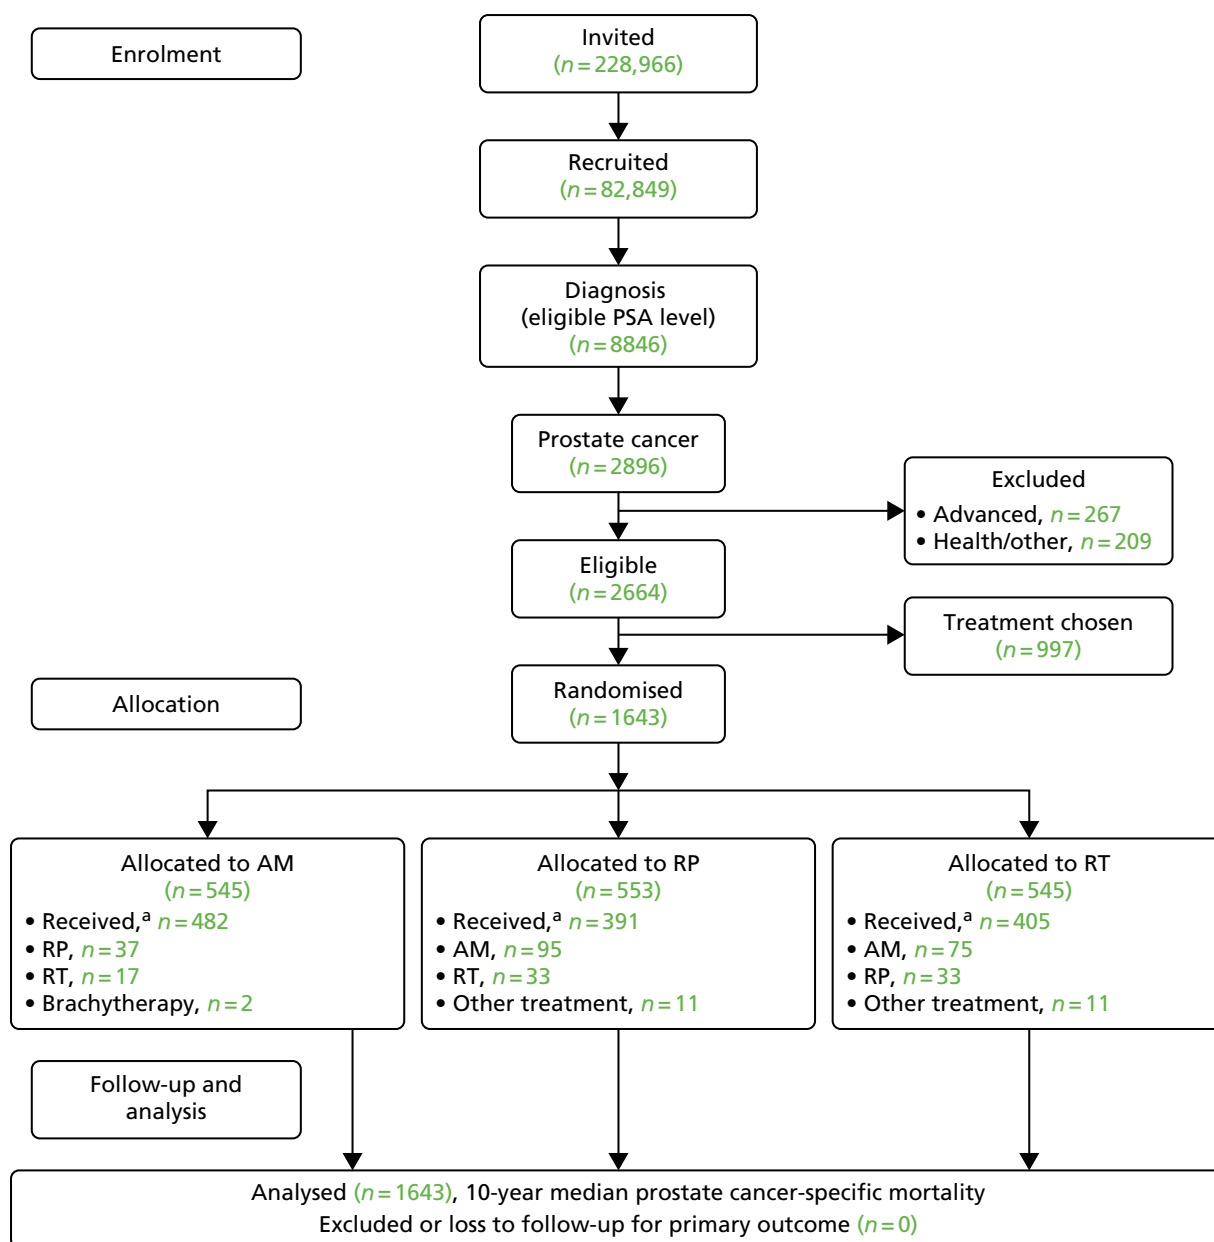 Enrolment
Invited
(n=228,966)
Recruited
(n=82,849)
Diagnosis
(eligible PSA level)
(n=8846)
Prostate cancer
(n=2896)
Excluded
• Advanced, n=267
• Health/other, n=209
Eligible
(n=2664)
Treatment chosen
(n=997)
Allocation
Randomised
(n=1643)
Allocated to AM
(n=545)
• Received,ᵃ n=482
• RP, n=37
• RT, n=17
• Brachytherapy, n=2
Allocated to RP
(n=553)
• Received,ᵃ n=391
• AM, n=95
• RT, n=33
• Other treatment, n=11
Allocated to RT
(n=545)
• Received,ᵃ n=405
• AM, n=75
• RP, n=33
• Other treatment, n=11
Follow-up and
analysis
Analysed (n=1643), 10-year median prostate cancer-specific mortality
Excluded or loss to follow-up for primary outcome (n=0)